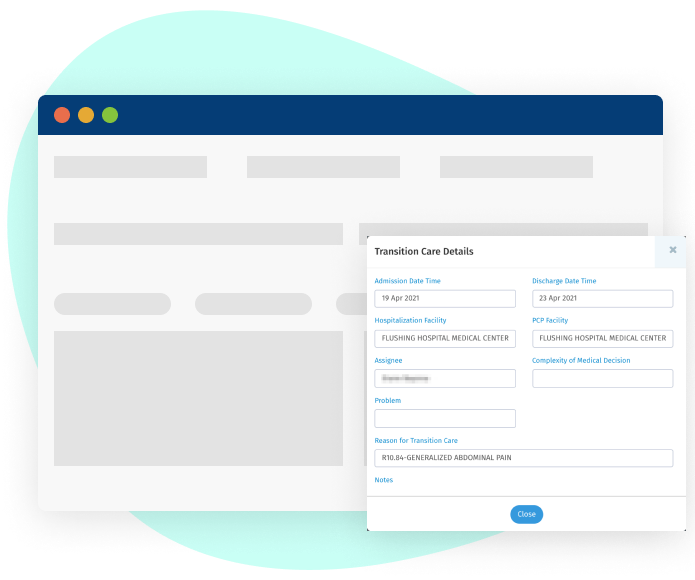 Transition Care Details
Admission Date Time
Discharge Date Time
19 Apr 2021
23 Apr 2021
Hospitalization Facility
PCP Facility
FLUSHING HOSPITAL MEDICAL CENTER
FLUSHING HOSPITAL MEDICAL CENTER
Assignee
Complexity of Medical Decision
Problem
Reason for Transition Care
R10.84-GENERALIZED ABDOMINAL PAIN
Notes
Close